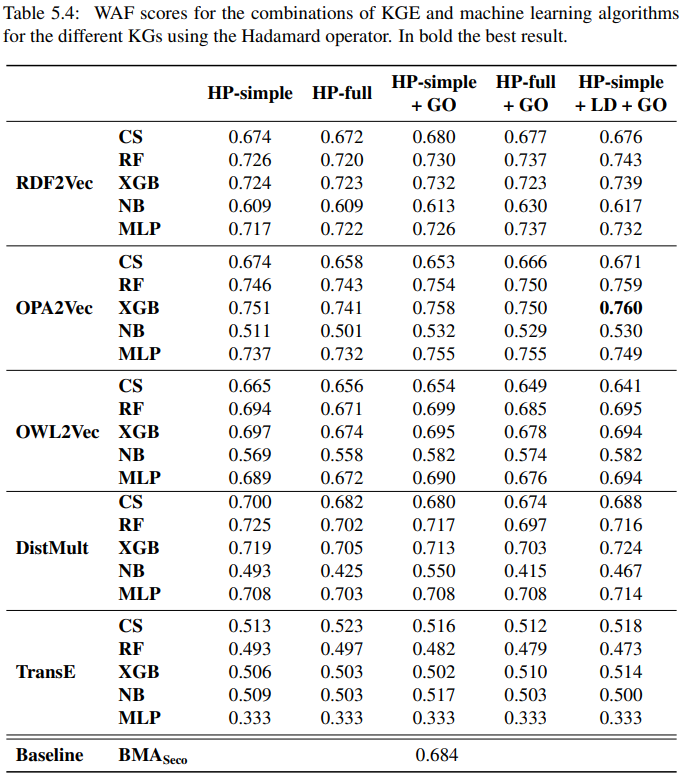 Table 5.4: WAF scores for the combinations of KGE and machine learning algorithms
for the different KGs using the Hadamard operator. In bold the best result.
HP-simple HP-full HP-simple + GO HP-full + GO HP-simple + LD + GO
RDF2Vec
CS 0.674 0.672 0.680 0.677 0.676
RF 0.726 0.720 0.730 0.737 0.743
XGB 0.724 0.723 0.732 0.723 0.739
NB 0.609 0.609 0.613 0.630 0.617
MLP 0.717 0.722 0.726 0.737 0.732
OPA2Vec
CS 0.674 0.658 0.653 0.666 0.671
RF 0.746 0.743 0.754 0.750 0.759
XGB 0.751 0.741 0.758 0.750 0.760
NB 0.511 0.501 0.532 0.529 0.530
MLP 0.737 0.732 0.755 0.755 0.749
OWL2Vec
CS 0.665 0.656 0.654 0.649 0.641
RF 0.694 0.671 0.699 0.685 0.695
XGB 0.697 0.674 0.695 0.678 0.694
NB 0.569 0.558 0.582 0.574 0.582
MLP 0.689 0.672 0.690 0.676 0.694
DistMult
CS 0.700 0.682 0.680 0.674 0.688
RF 0.725 0.702 0.717 0.697 0.716
XGB 0.719 0.705 0.713 0.703 0.724
NB 0.493 0.425 0.550 0.415 0.467
MLP 0.708 0.703 0.708 0.708 0.714
TransE
CS 0.513 0.523 0.516 0.512 0.518
RF 0.493 0.497 0.482 0.479 0.473
XGB 0.506 0.503 0.502 0.510 0.514
NB 0.509 0.503 0.517 0.503 0.500
MLP 0.333 0.333 0.333 0.333 0.333
Baseline BMASeco 0.684